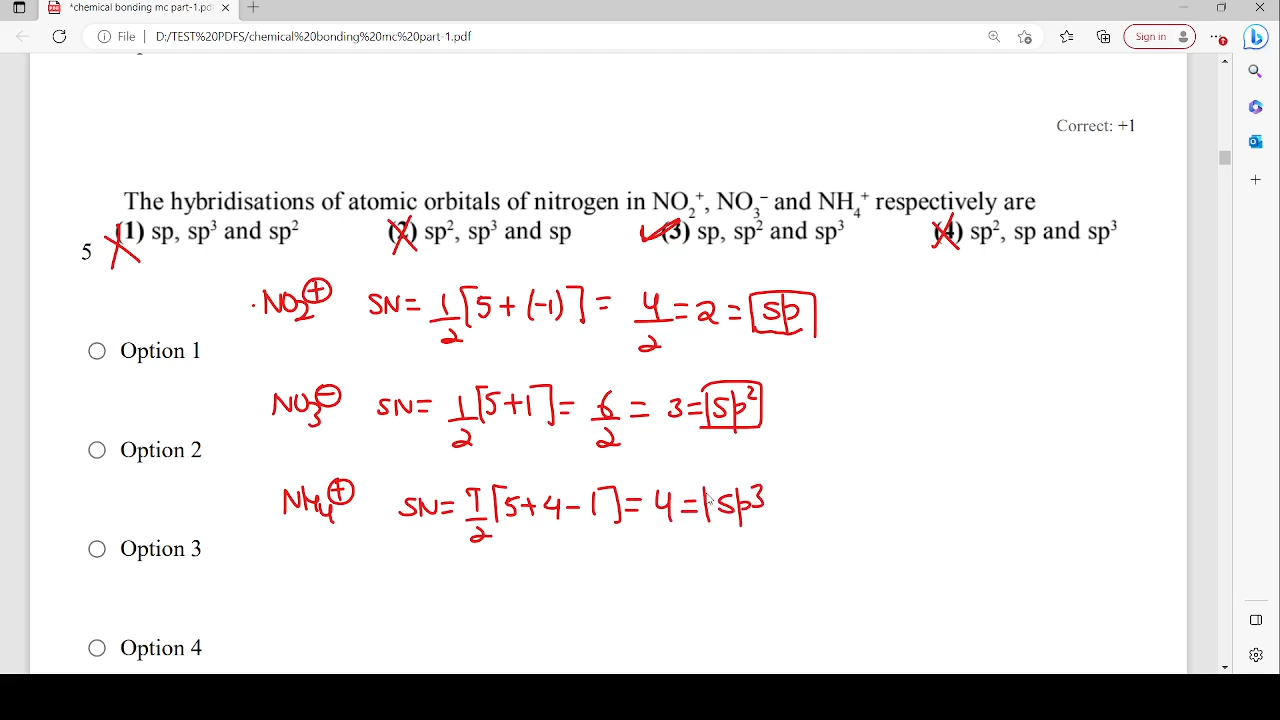 *chemical bonding mc part-1.pdf
File D:/TEST%20PDFS/chemical%20bonding%20mc%20part-1.pdf
Sign in
Correct: +1
The hybridisations of atomic orbitals of nitrogen in NO₂⁺, NO₃⁻ and NH₄⁺ respectively are
(1) sp, sp³ and sp² (2) sp², sp³ and sp (3) sp, sp² and sp³ (4) sp², sp and sp³
5
NO₂⊕ SN = 1/2 [5 + (-1)] = 4/2 = 2 = sp
Option 1
NO₃⊖ SN = 1/2 [5+1] = 6/2 = 3 = sp²
Option 2
NH₄⊕ SN = 1/2 [5+4-1] = 4 = sp³
Option 3
Option 4